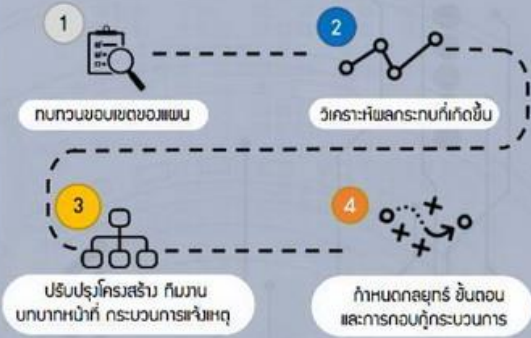 1
ทบทวนขอบเขตของแผน
2
วิเคราะห์ผลกระทบที่เกิดขึ้น
3
ปรับปรุงโครงสร้าง ทีมงาน
บทบาทหน้าที่ กระบวนการแจ้งเหตุ
4
กำหนดกลยุทธ์ ขั้นตอน
และการกอบกู้กระบวนการ